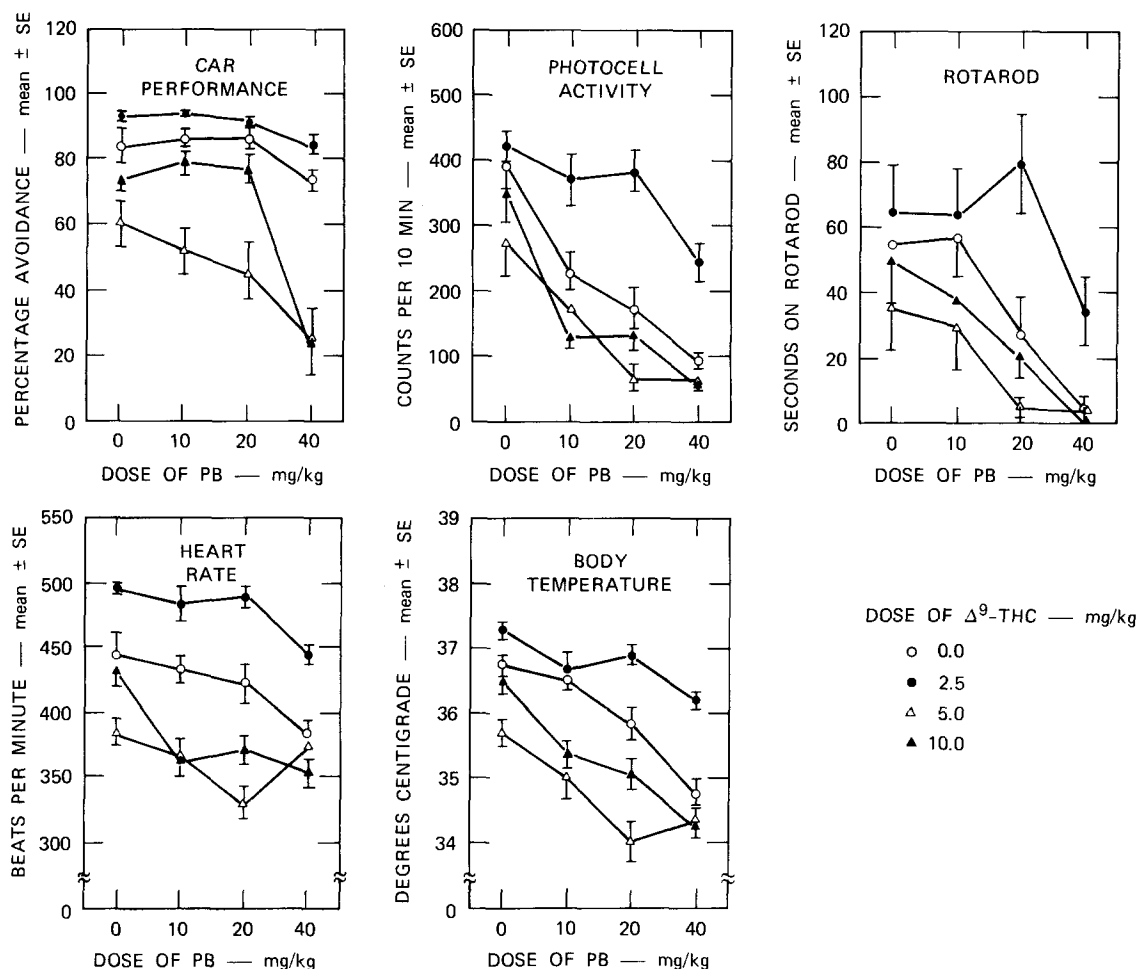 CAR
PERFORMANCE
PERCENTAGE AVOIDANCE — mean ± SE
120
100
80
60
40
20
0
0 10 20 40
DOSE OF PB — mg/kg
PHOTOCELL
ACTIVITY
COUNTS PER 10 MIN — mean ± SE
600
500
400
300
200
100
0
0 10 20 40
DOSE OF PB — mg/kg
ROTAROD
SECONDS ON ROTAROD — mean ± SE
120
100
80
60
40
20
0
0 10 20 40
DOSE OF PB — mg/kg
HEART
RATE
BEATS PER MINUTE — mean ± SE
550
500
450
400
350
300
0
0 10 20 40
DOSE OF PB — mg/kg
BODY
TEMPERATURE
DEGREES CENTIGRADE — mean ± SE
39
38
37
36
35
34
0
0 10 20 40
DOSE OF PB — mg/kg
DOSE OF Δ⁹-THC — mg/kg
○ 0.0
● 2.5
△ 5.0
▲ 10.0